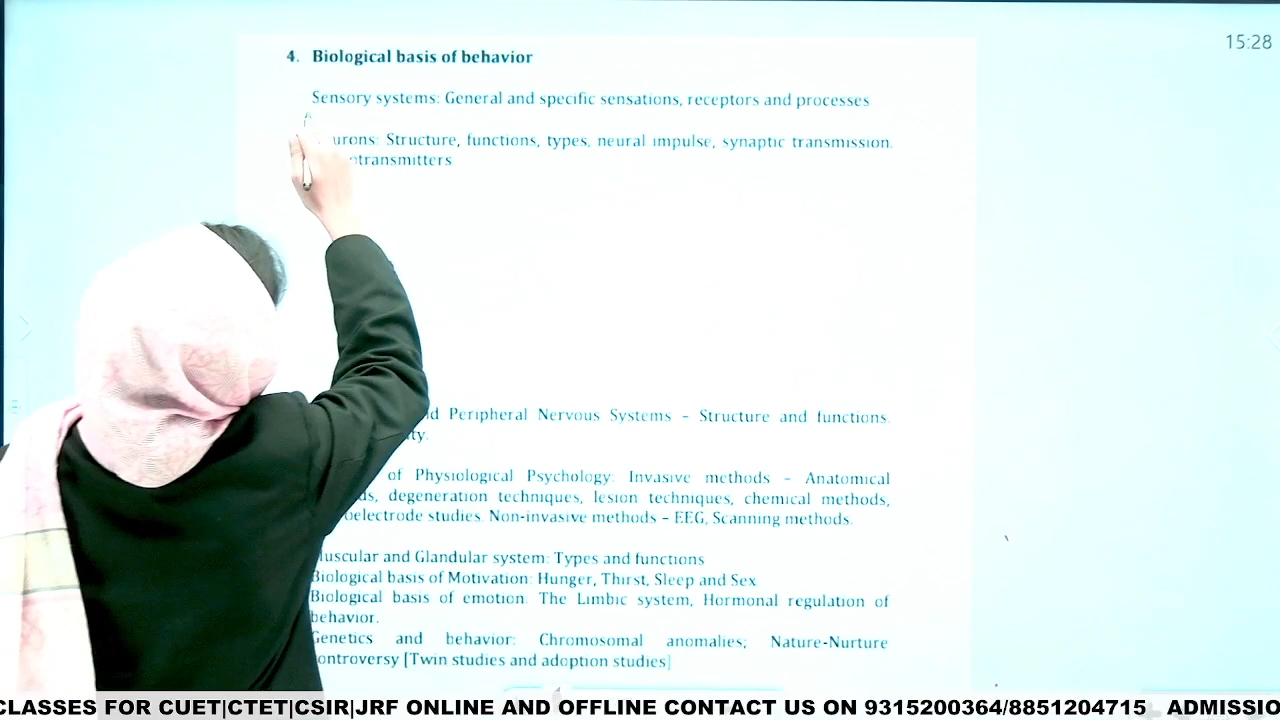 15:28
4. Biological basis of behavior
Sensory systems: General and specific sensations, receptors and processes
urons: Structure, functions, types, neural impulse, synaptic transmission.
otransmitters
d Peripheral Nervous Systems – Structure and functions.
ty.
of Physiological Psychology: Invasive methods – Anatomical
ds, degeneration techniques, lesion techniques, chemical methods,
oelectrode studies. Non-invasive methods – EEG, Scanning methods.
uscular and Glandular system: Types and functions
Biological basis of Motivation: Hunger, Thirst, Sleep and Sex
Biological basis of emotion: The Limbic system, Hormonal regulation of
behavior.
Genetics and behavior: Chromosomal anomalies; Nature-Nurture
ontroversy [Twin studies and adoption studies]
CLASSES FOR CUET|CTET|CSIR|JRF ONLINE AND OFFLINE CONTACT US ON 9315200364/8851204715 ADMISSIO